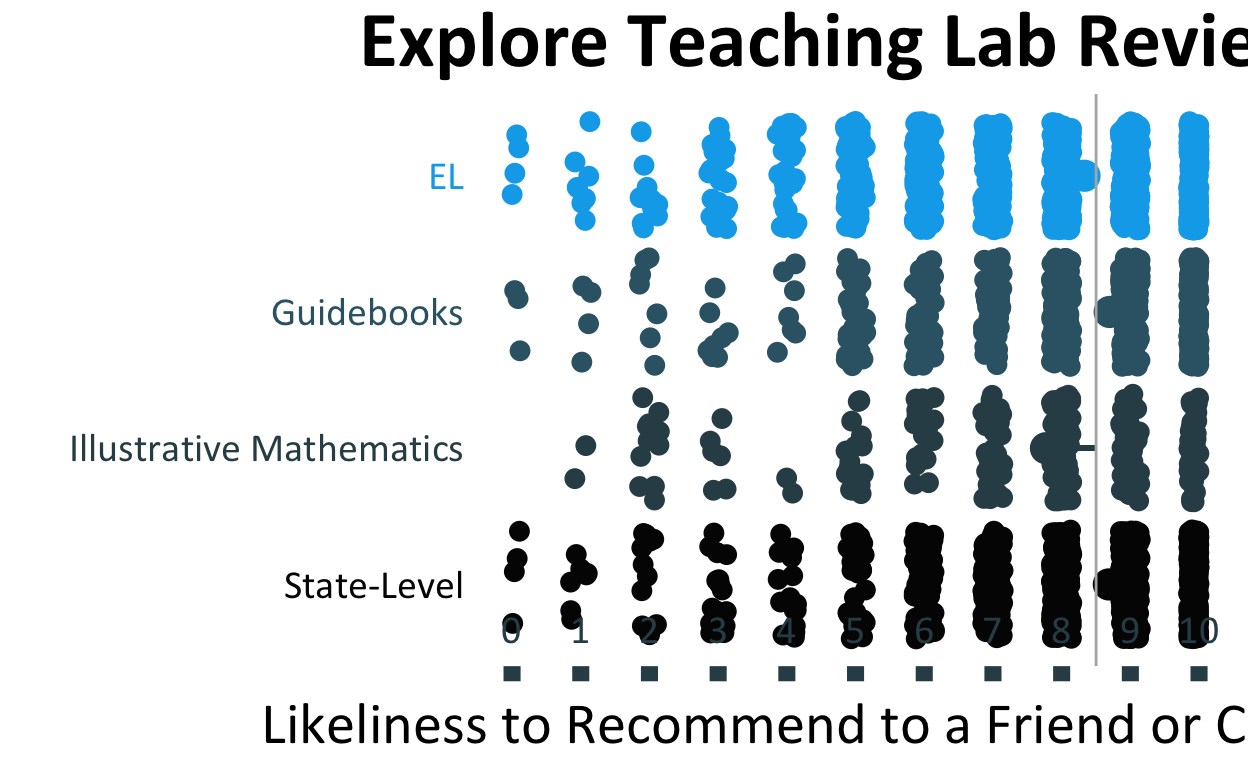 Explore Teaching Lab Revie
EL
Guidebooks
Illustrative Mathematics
State-Level
0 1 2 3 4 5 6 7 8 9 10
Likeliness to Recommend to a Friend or C